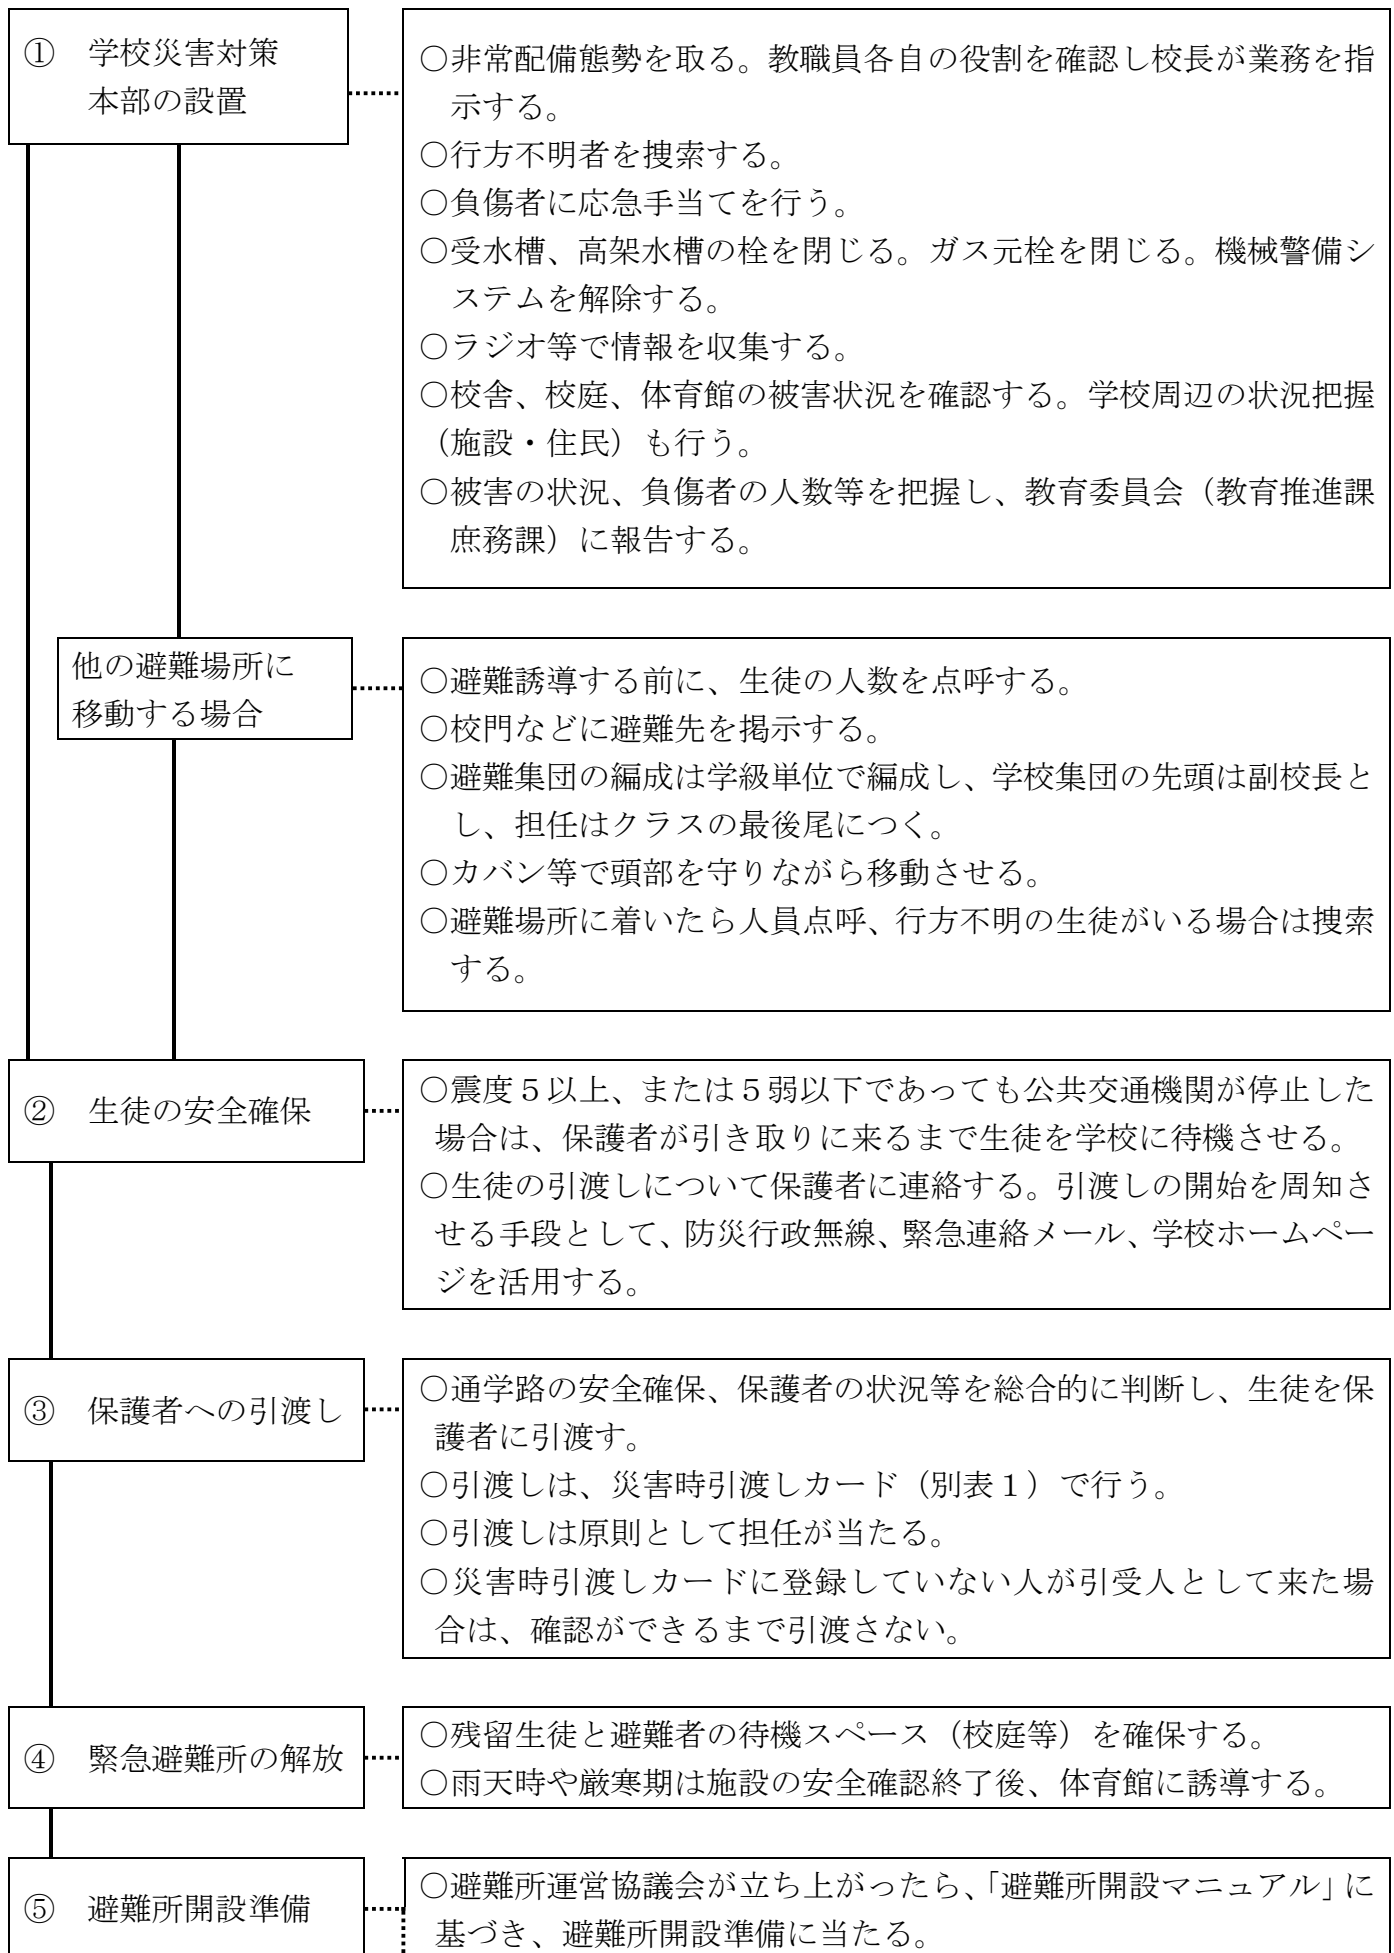 ① 学校災害対策
本部の設置
○非常配備態勢を取る。教職員各自の役割を確認し校長が業務を指
示する。
○行方不明者を捜索する。
○負傷者に応急手当てを行う。
○受水槽、高架水槽の栓を閉じる。ガス元栓を閉じる。機械警備シ
ステムを解除する。
○ラジオ等で情報を収集する。
○校舎、校庭、体育館の被害状況を確認する。学校周辺の状況把握
（施設・住民）も行う。
○被害の状況、負傷者の人数等を把握し、教育委員会（教育推進課
庶務課）に報告する。
他の避難場所に
移動する場合
○避難誘導する前に、生徒の人数を点呼する。
○校門などに避難先を掲示する。
○避難集団の編成は学級単位で編成し、学校集団の先頭は副校長と
し、担任はクラスの最後尾につく。
○カバン等で頭部を守りながら移動させる。
○避難場所に着いたら人員点呼、行方不明の生徒がいる場合は捜索
する。
② 生徒の安全確保
○震度５以上、または５弱以下であっても公共交通機関が停止した
場合は、保護者が引き取りに来るまで生徒を学校に待機させる。
○生徒の引渡しについて保護者に連絡する。引渡しの開始を周知さ
せる手段として、防災行政無線、緊急連絡メール、学校ホームペー
ジを活用する。
③ 保護者への引渡し
○通学路の安全確保、保護者の状況等を総合的に判断し、生徒を保
護者に引渡す。
○引渡しは、災害時引渡しカード（別表１）で行う。
○引渡しは原則として担任が当たる。
○災害時引渡しカードに登録していない人が引受人として来た場
合は、確認ができるまで引渡さない。
④ 緊急避難所の解放
○残留生徒と避難者の待機スペース（校庭等）を確保する。
○雨天時や厳寒期は施設の安全確認終了後、体育館に誘導する。
⑤ 避難所開設準備
○避難所運営協議会が立ち上がったら、「避難所開設マニュアル」に
基づき、避難所開設準備に当たる。